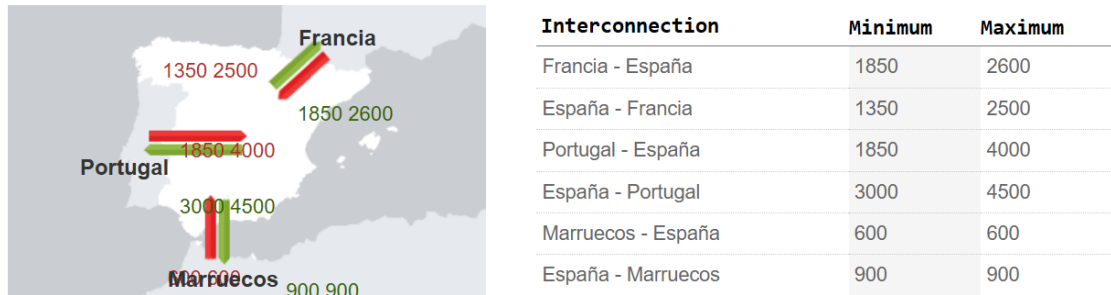 Francia
1350 2500
1850 2600
1850 4000
Portugal
3000 4500
600 600
Marruecos
900 900
Interconnection Minimum Maximum
Francia - España 1850 2600
España - Francia 1350 2500
Portugal - España 1850 4000
España - Portugal 3000 4500
Marruecos - España 600 600
España - Marruecos 900 900